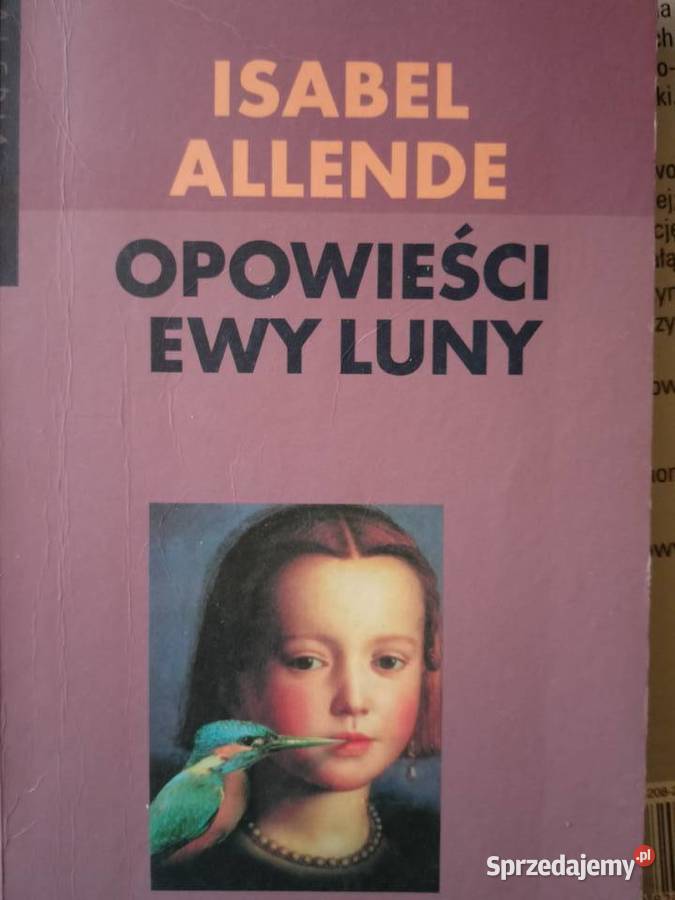 ISABEL
ALLENDE
OPOWIEŚCI
EWY LUNY
Sprzedajemy.pl